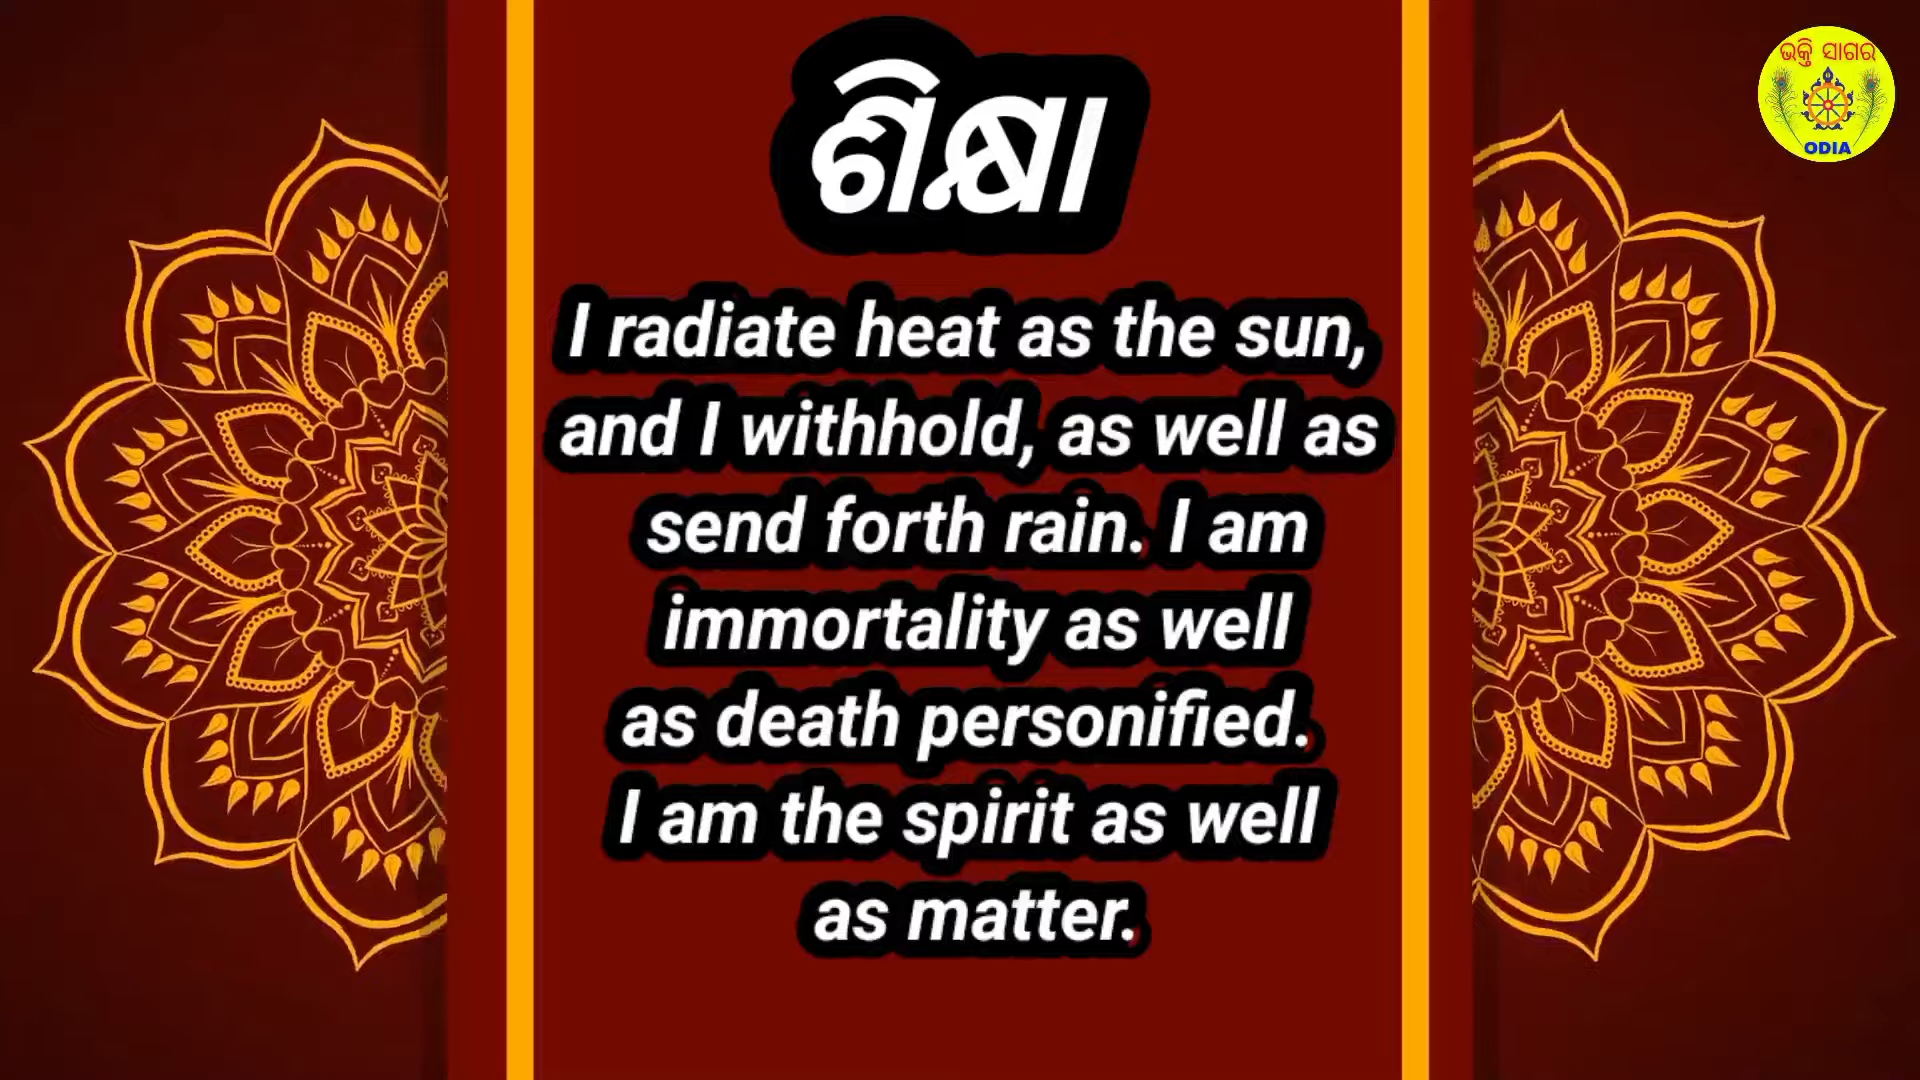 ଭକ୍ତି ସାଗର
ODIA
ଶିକ୍ଷା
I radiate heat as the sun,
and I withhold, as well as
send forth rain. I am
immortality as well
as death personified.
I am the spirit as well
as matter.